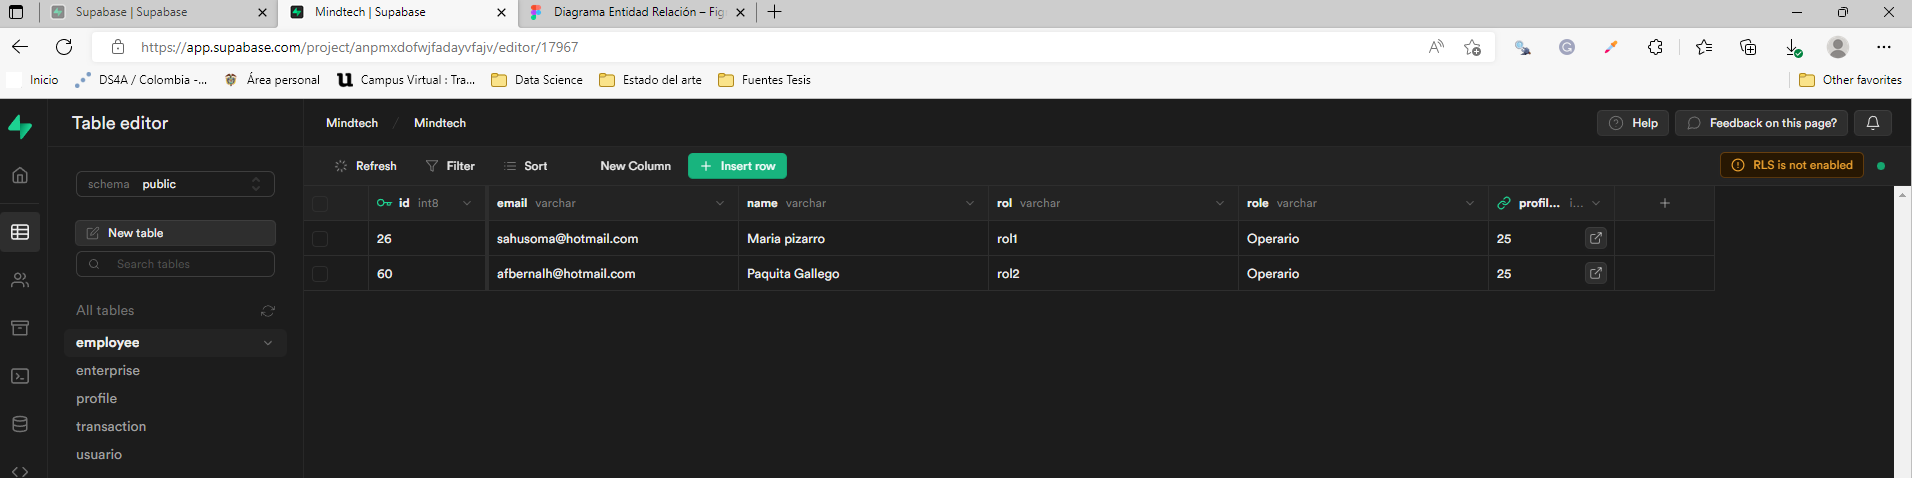 Supabase | Supabase
Mindtech | Supabase
Diagrama Entidad Relación – Fig
https://app.supabase.com/project/anpmxdofwjfadayvfajv/editor/17967
Inicio
DS4A / Colombia -...
Área personal
Campus Virtual : Tra...
Data Science
Estado del arte
Fuentes Tesis
Other favorites
Table editor
Mindtech / Mindtech
Help
Feedback on this page?
Refresh
Filter
Sort
New Column
+ Insert row
RLS is not enabled
schema public
New table
Search tables
All tables
employee
enterprise
profile
transaction
usuario
id int8 email varchar name varchar rol varchar role varchar profil... i... +
26 sahusoma@hotmail.com Maria pizarro rol1 Operario 25
60 afbernalh@hotmail.com Paquita Gallego rol2 Operario 25